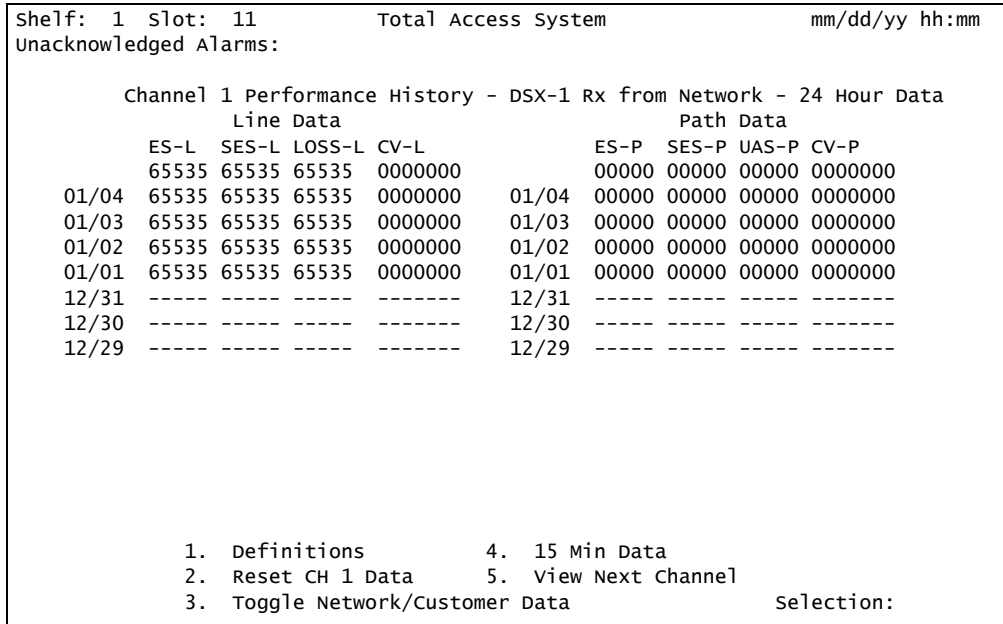 Shelf:  1  Slot:  11          Total Access System                 mm/dd/yy hh:mm
Unacknowledged Alarms:
Channel 1 Performance History - DSX-1 Rx from Network - 24 Hour Data
Line Data                            Path Data
ES-L  SES-L LOSS-L CV-L            ES-P  SES-P UAS-P CV-P
65535 65535 65535  0000000           00000 00000 00000 0000000
01/04  65535 65535 65535  0000000    01/04  00000 00000 00000 0000000
01/03  65535 65535 65535  0000000    01/03  00000 00000 00000 0000000
01/02  65535 65535 65535  0000000    01/02  00000 00000 00000 0000000
01/01  65535 65535 65535  0000000    01/01  00000 00000 00000 0000000
12/31  ----- ----- -----  -------    12/31  ----- ----- ----- -------
12/30  ----- ----- -----  -------    12/30  ----- ----- ----- -------
12/29  ----- ----- -----  -------    12/29  ----- ----- ----- -------
1.  Definitions          4.  15 Min Data
2.  Reset CH 1 Data      5.  View Next Channel
3.  Toggle Network/Customer Data                 Selection: